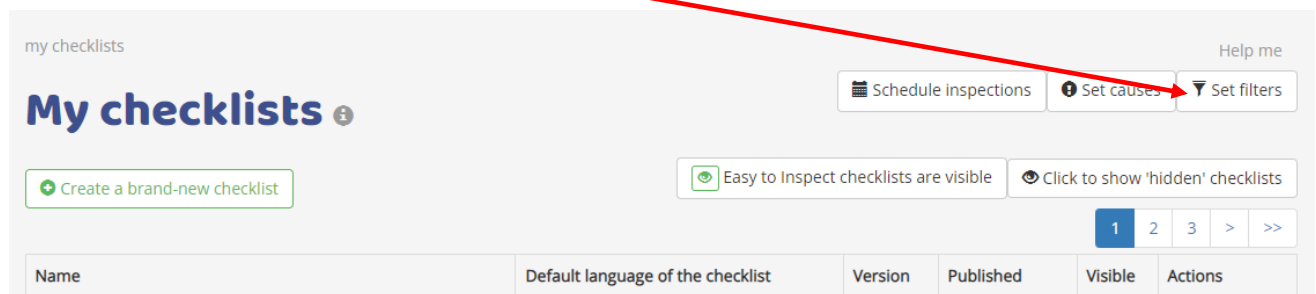 my checklists
Help me
My checklists
Schedule inspections
Set causes
Set filters
Create a brand-new checklist
Easy to Inspect checklists are visible
Click to show 'hidden' checklists
1 2 3 > >>
Name Default language of the checklist Version Published Visible Actions